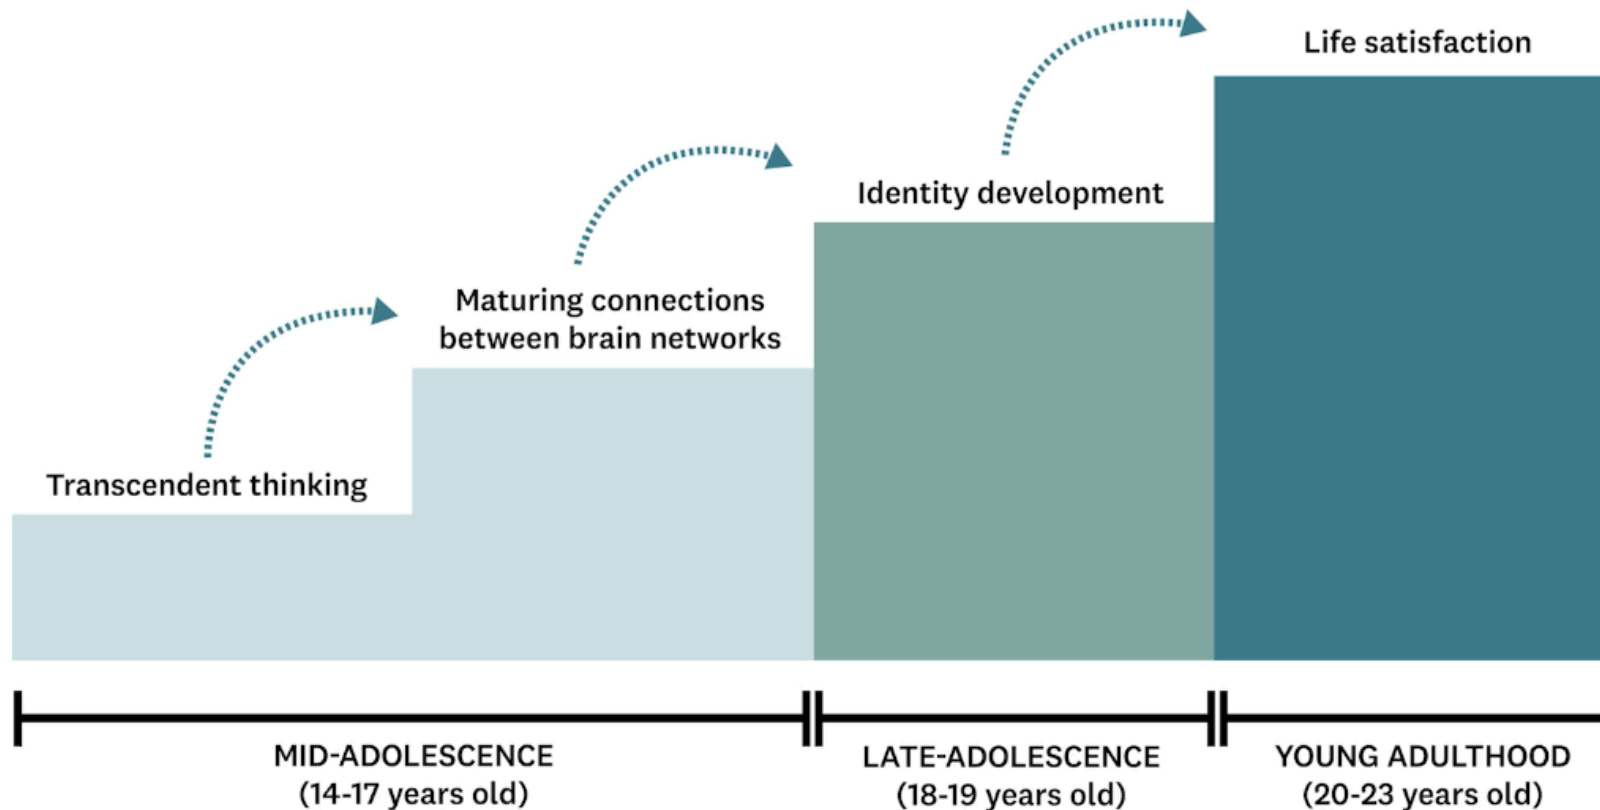 Life satisfaction
Identity development
Maturing connections
between brain networks
Transcendent thinking
MID-ADOLESCENCE
(14-17 years old)
LATE-ADOLESCENCE
(18-19 years old)
YOUNG ADULTHOOD
(20-23 years old)